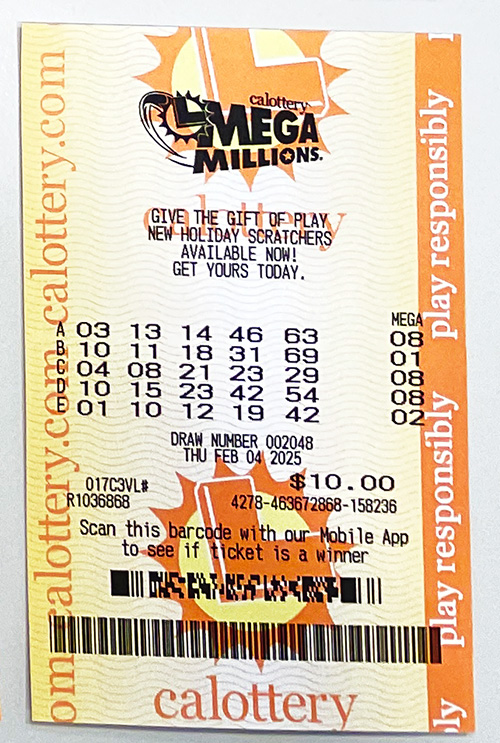 calottery
MEGA
MILLIONS.
calottery
GIVE THE GIFT OF PLAY
NEW HOLIDAY SCRATCHERS
AVAILABLE NOW!
GET YOURS TODAY.
MEGA
A 03 13 14 46 63 08
B 10 11 18 31 69 01
C 04 08 21 23 29 08
D 10 15 23 42 54 08
E 01 10 12 19 42 02
DRAW NUMBER 002048
THU FEB 04 2025
017C3VL# $10.00
R1036868 4278-463672868-158236
Scan this barcode with our Mobile App
to see if ticket is a winner
calottery
om calottery.com calottery.com
play responsibly play responsibly
ly